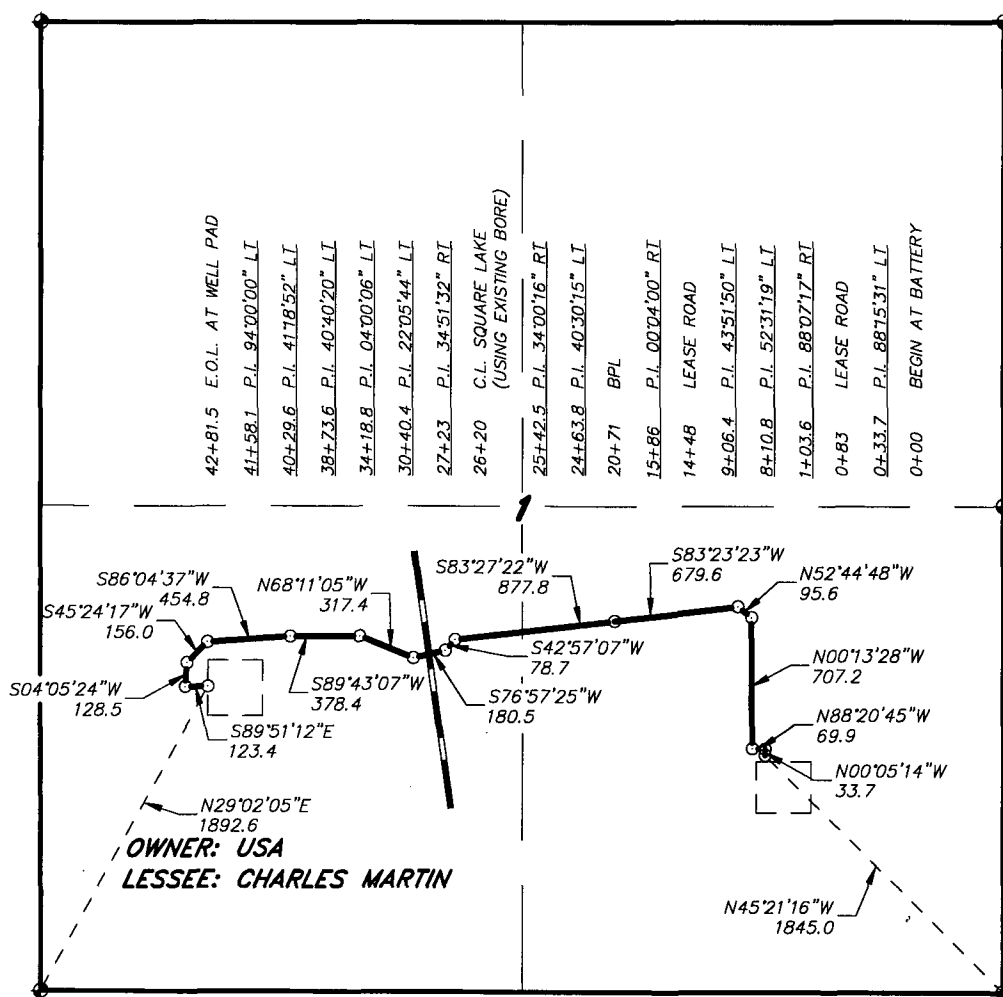 42+81.5 E.O.L. AT WELL PAD
41+58.1 P.I. 94°00'00" LT
40+29.6 P.I. 41°18'52" LT
38+73.6 P.I. 40°40'20" LT
34+18.8 P.I. 04°00'06" LT
30+40.4 P.I. 22°05'44" LT
27+23 P.I. 34°51'32" RT
26+20 C.L. SQUARE LAKE
(USING EXISTING BORE)
25+42.5 P.I. 34°00'16" RT
24+63.8 P.I. 40°30'15" LT
20+71 BPL
15+86 P.I. 00°04'00" RT
14+48 LEASE ROAD
9+06.4 P.I. 43°51'50" LT
8+10.8 P.I. 52°31'19" LT
1+03.6 P.I. 88°07'17" RT
0+83 LEASE ROAD
0+33.7 P.I. 88°15'31" LT
0+00 BEGIN AT BATTERY
1
S86°04'37"W
454.8
N68°11'05"W
317.4
S83°27'22"W
877.8
S83°23'23"W
679.6
N52°44'48"W
95.6
S45°24'17"W
156.0
S42°57'07"W
78.7
N00°13'28"W
707.2
S04°05'24"W
128.5
S89°43'07"W
378.4
S76°57'25"W
180.5
N88°20'45"W
69.9
S89°51'12"E
123.4
N00°05'14"W
33.7
N29°02'05"E
1892.6
OWNER: USA
LESSEE: CHARLES MARTIN
N45°21'16"W
1845.0